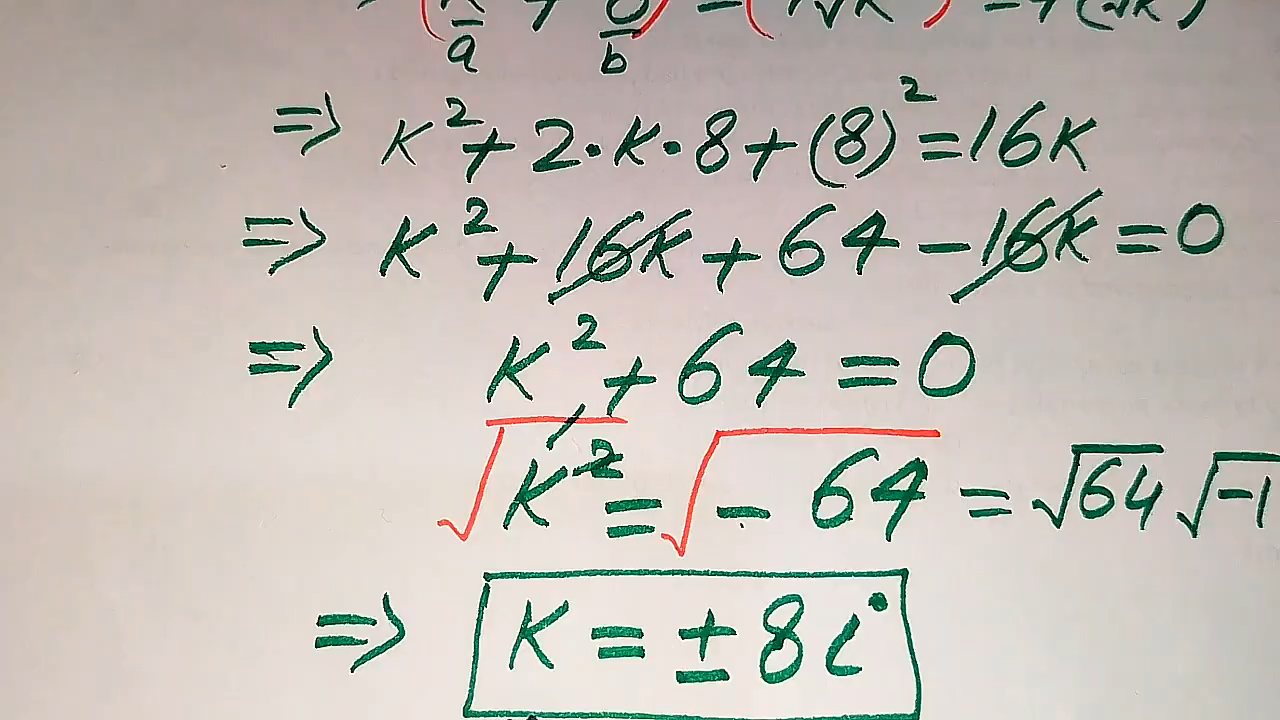 a b
=> K² + 2·K·8 + (8)² = 16K
=> K² + 16K + 64 - 16K = 0
=> K² + 64 = 0
√K² = √-64 = √64 √-1
=> K = ± 8i